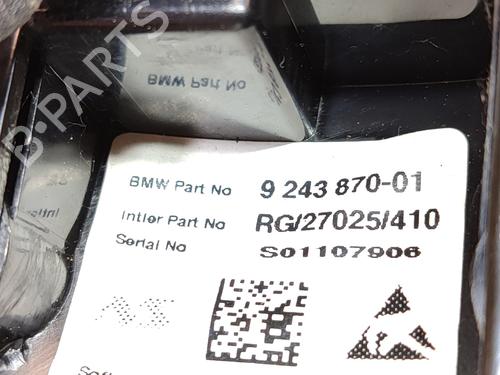 B-PARTS
BMW Part No
BMW Part No 9 243 870-01
Intier Part No RG/27025/410
Serial No S01107906
AS